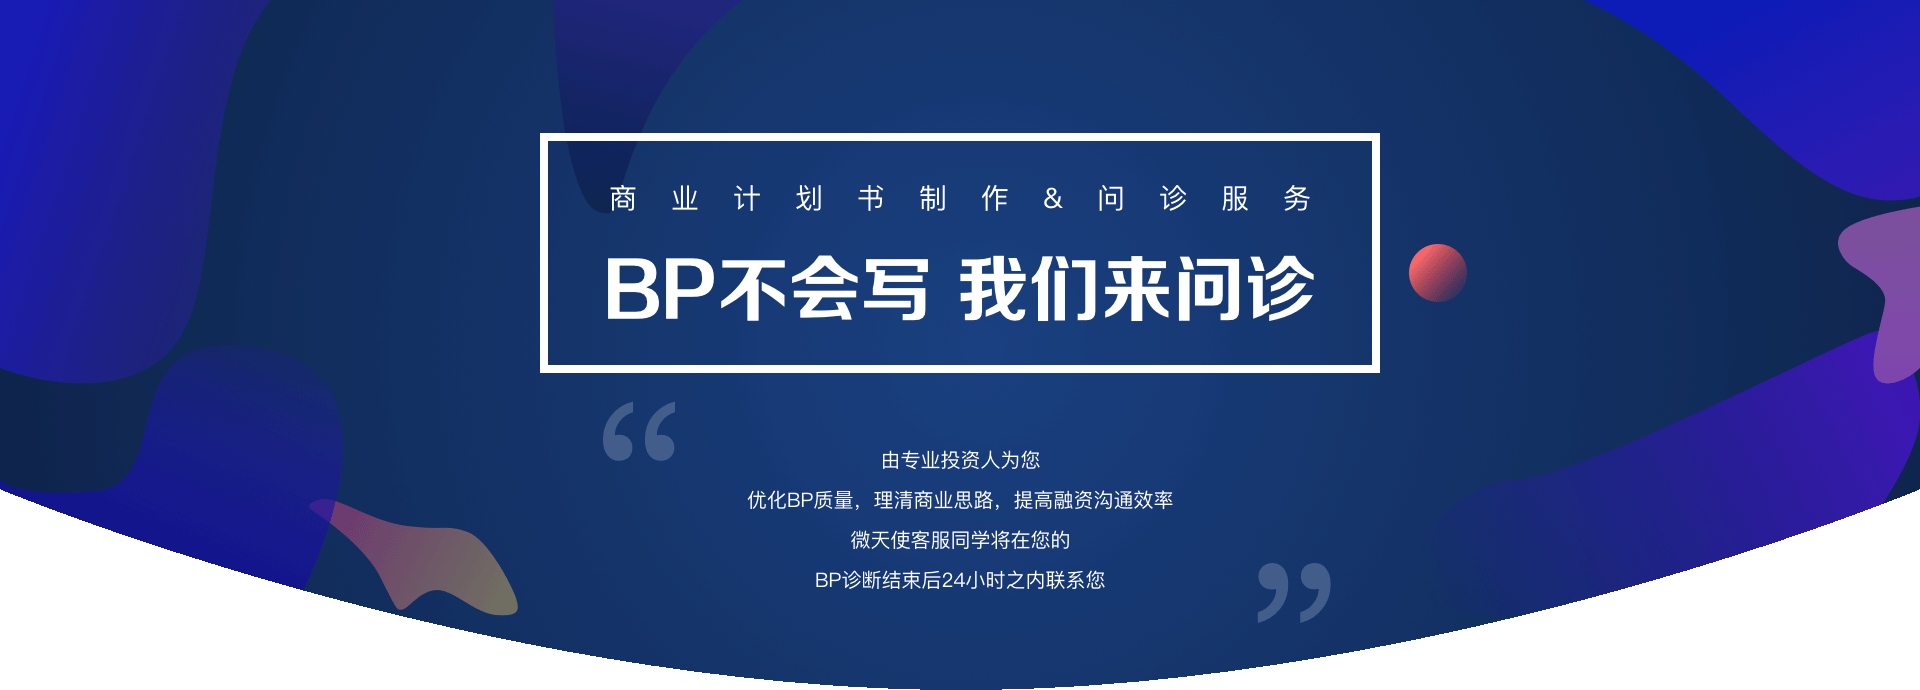 商业计划书制作&问诊服务
BP不会写 我们来问诊
由专业投资人为您
优化BP质量，理清商业思路，提高融资沟通效率
微天使客服同学将在您的
BP诊断结束后24小时之内联系您